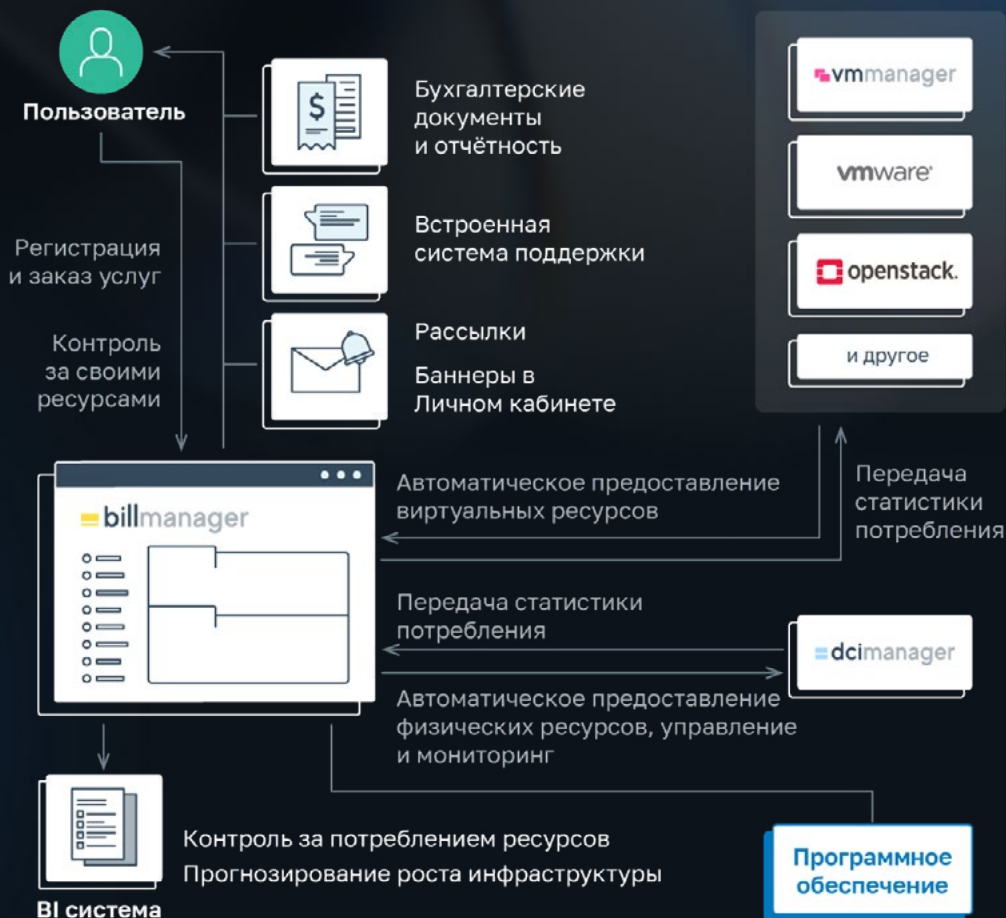 Пользователь
Регистрация
и заказ услуг
Контроль
за своими
ресурсами
$
Бухгалтерские
документы
и отчётность
Встроенная
система поддержки
Рассылки
Баннеры в
Личном кабинете
vmmanager
vmware®
openstack.
и другое
billmanager
Автоматическое предоставление
виртуальных ресурсов
Передача
статистики
потребления
Передача статистики
потребления
dcimanager
Автоматическое предоставление
физических ресурсов, управление
и мониторинг
Контроль за потреблением ресурсов
Прогнозирование роста инфраструктуры
BI система
Программное
обеспечение